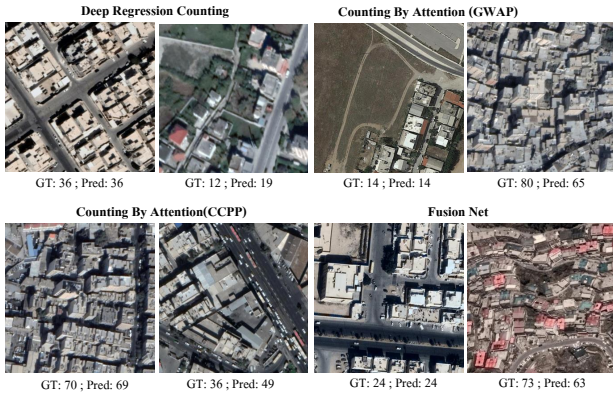 Deep Regression Counting
Counting By Attention (GWAP)
GT: 36 ; Pred: 36
GT: 12 ; Pred: 19
GT: 14 ; Pred: 14
GT: 80 ; Pred: 65
Counting By Attention(CCPP)
Fusion Net
GT: 70 ; Pred: 69
GT: 36 ; Pred: 49
GT: 24 ; Pred: 24
GT: 73 ; Pred: 63